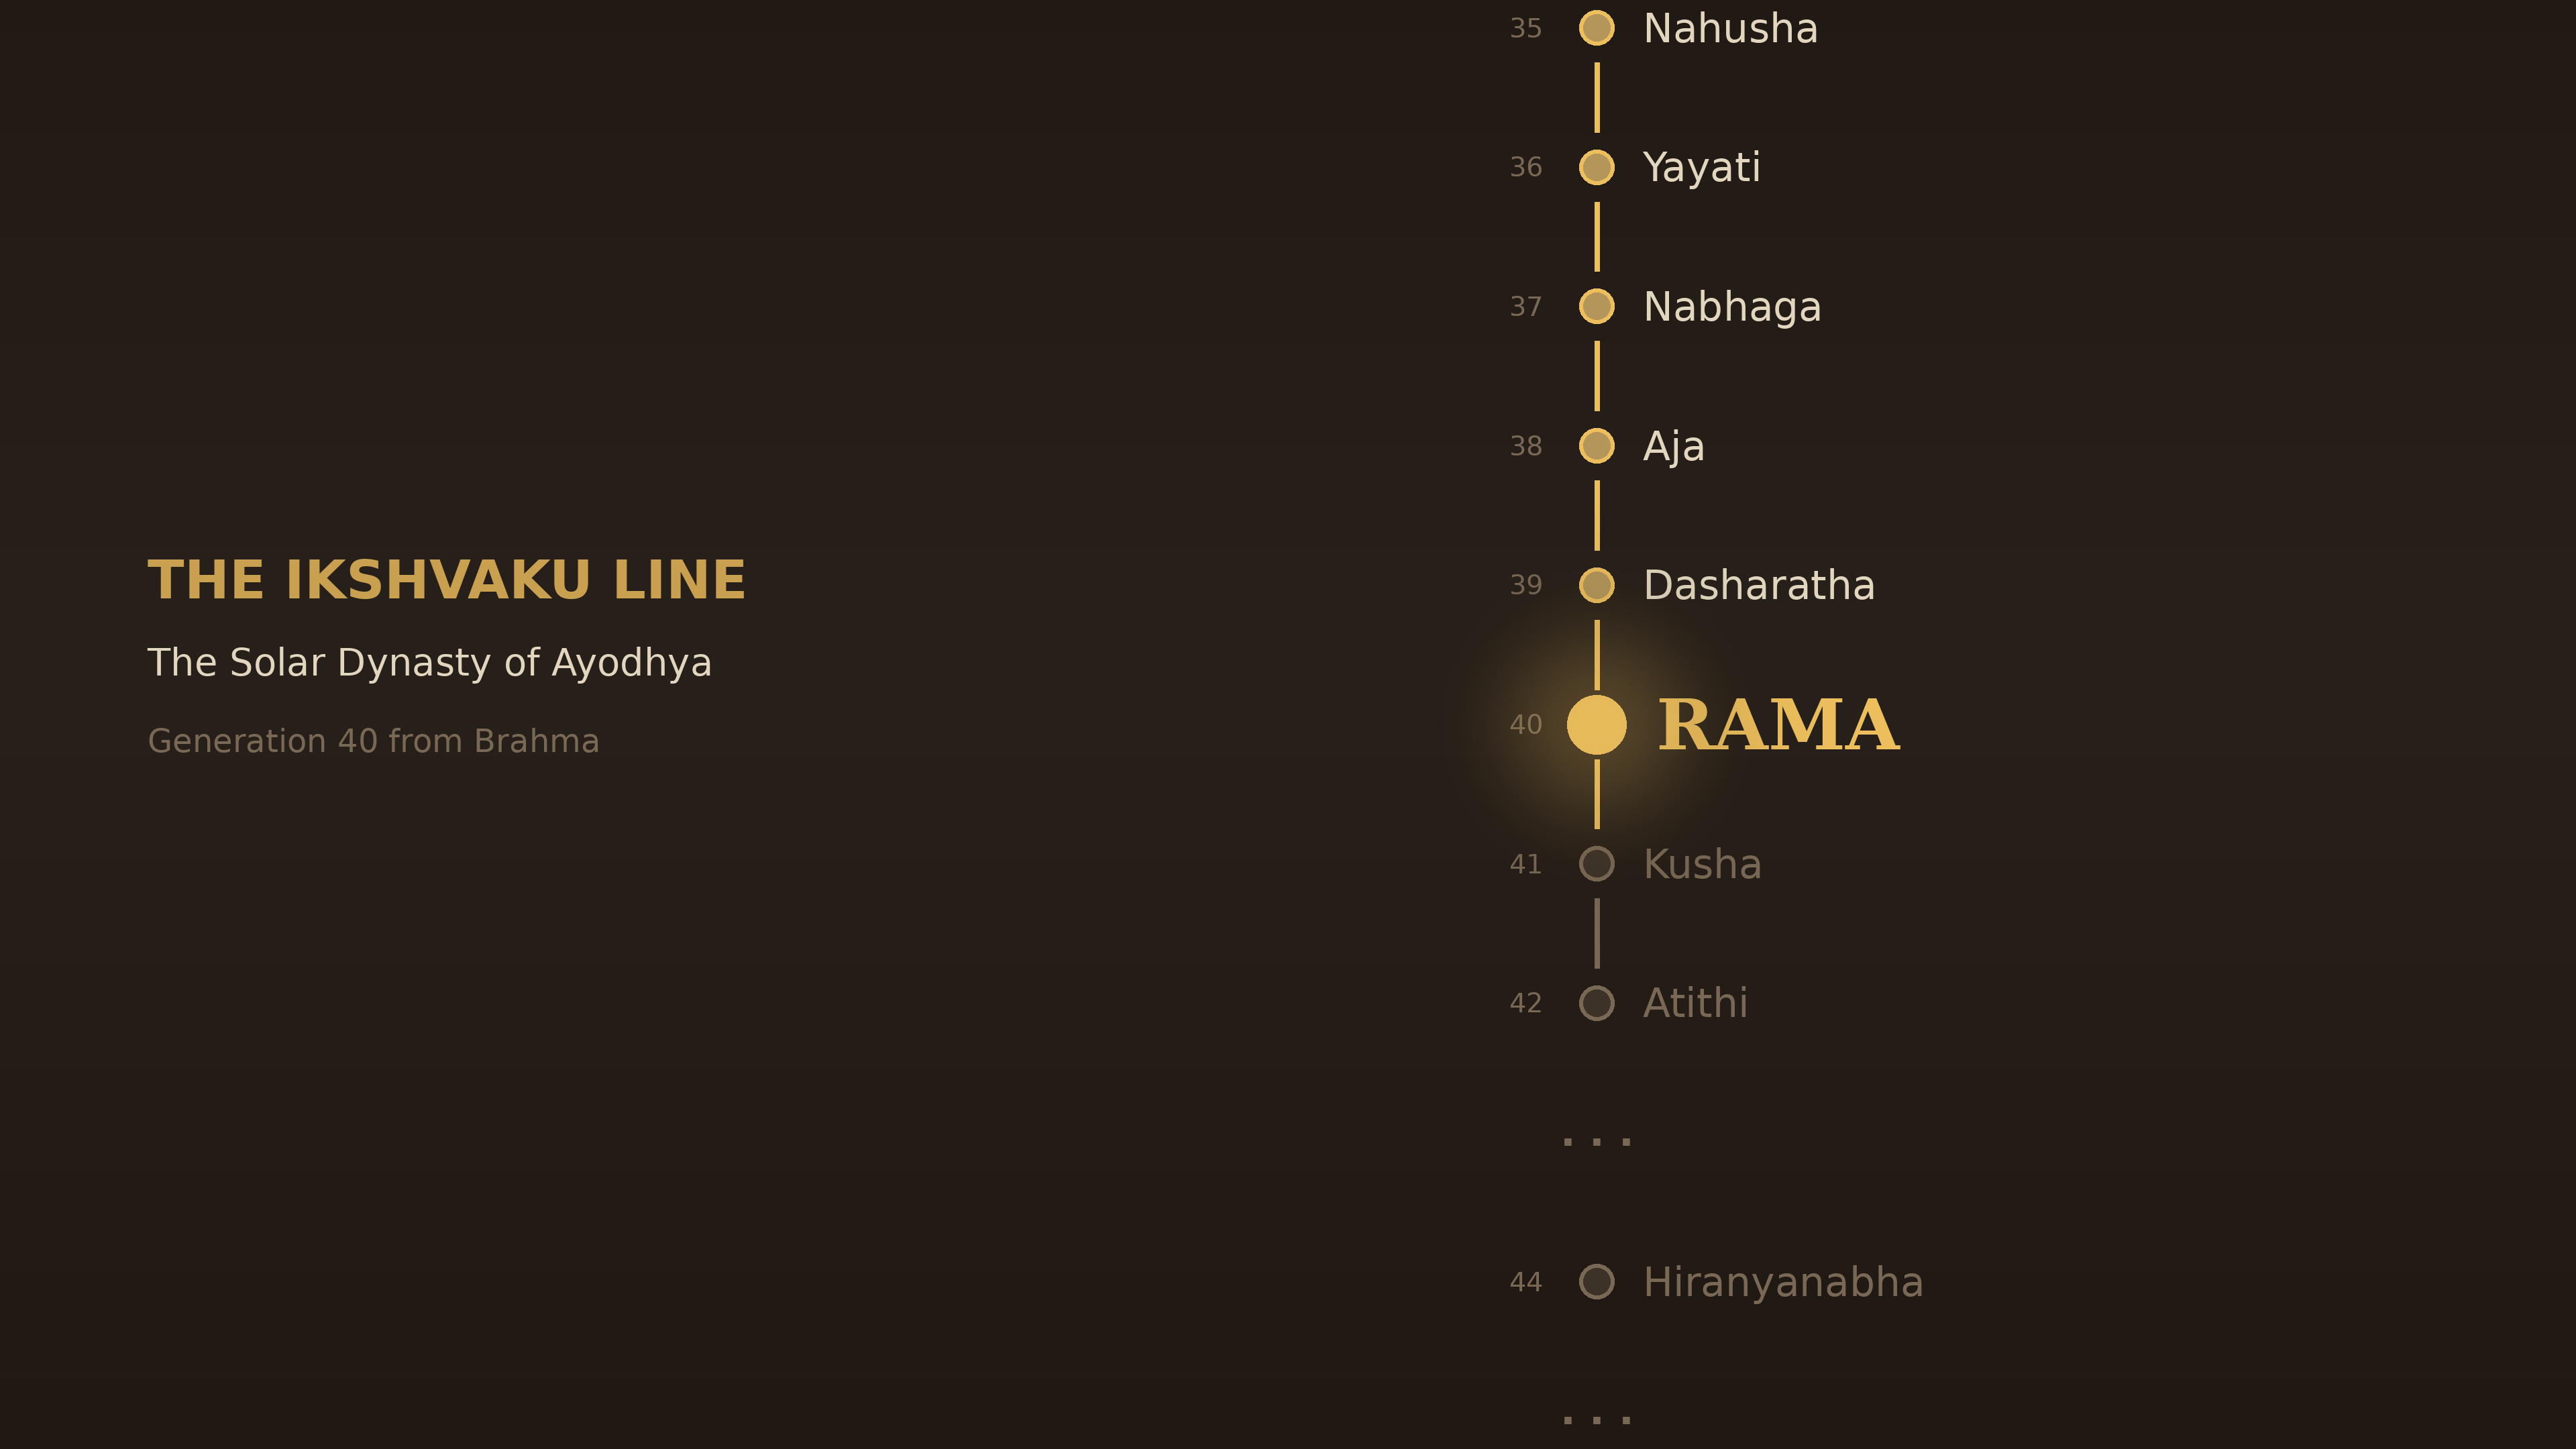 THE IKSHVAKU LINE
The Solar Dynasty of Ayodhya
Generation 40 from Brahma
35 Nahusha
36 Yayati
37 Nabhaga
38 Aja
39 Dasharatha
40 RAMA
41 Kusha
42 Atithi
...
44 Hiranyanabha
...